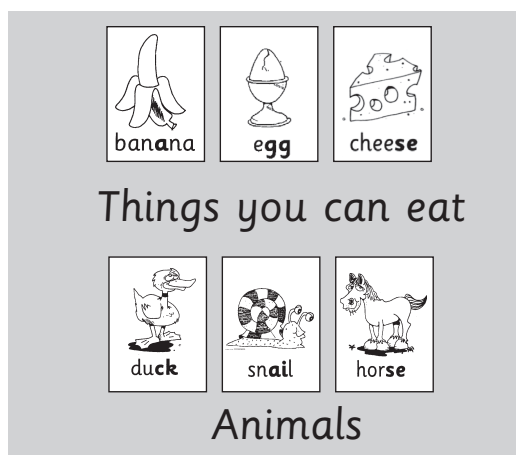 banana egg cheese
Things you can eat
duck snail horse
Animals